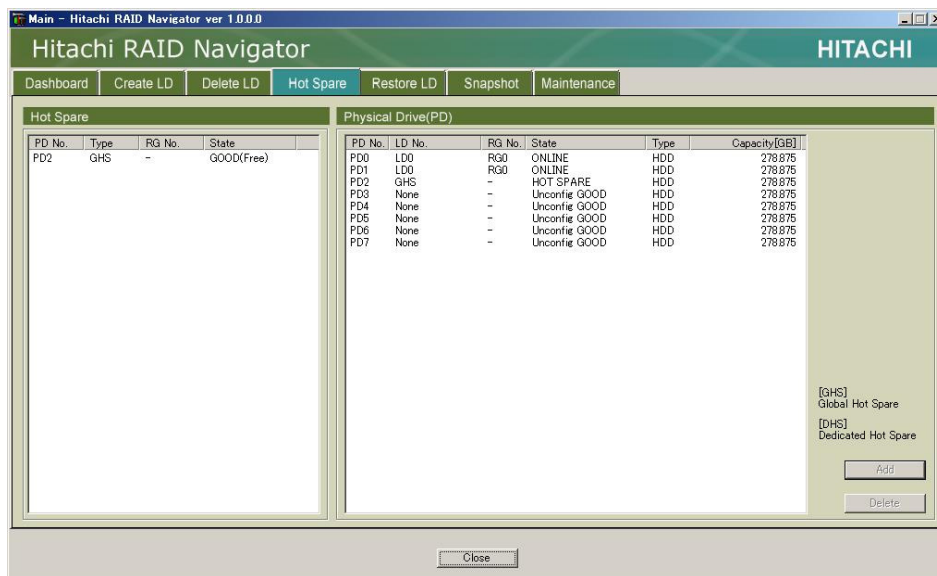 Main - Hitachi RAID Navigator ver 1.0.0.0
Hitachi RAID Navigator
HITACHI
Dashboard Create LD Delete LD Hot Spare Restore LD Snapshot Maintenance
Hot Spare
PD No. Type RG No. State
PD2 GHS - GOOD(Free)
Physical Drive(PD)
PD No. LD No. RG No. State Type Capacity[GB]
PD0 LD0 RG0 ONLINE HDD 278.875
PD1 LD0 RG0 ONLINE HDD 278.875
PD2 GHS - HOT SPARE HDD 278.875
PD3 None - Unconfig GOOD HDD 278.875
PD4 None - Unconfig GOOD HDD 278.875
PD5 None - Unconfig GOOD HDD 278.875
PD6 None - Unconfig GOOD HDD 278.875
PD7 None - Unconfig GOOD HDD 278.875
[GHS]
Global Hot Spare
[DHS]
Dedicated Hot Spare
Add
Delete
Close